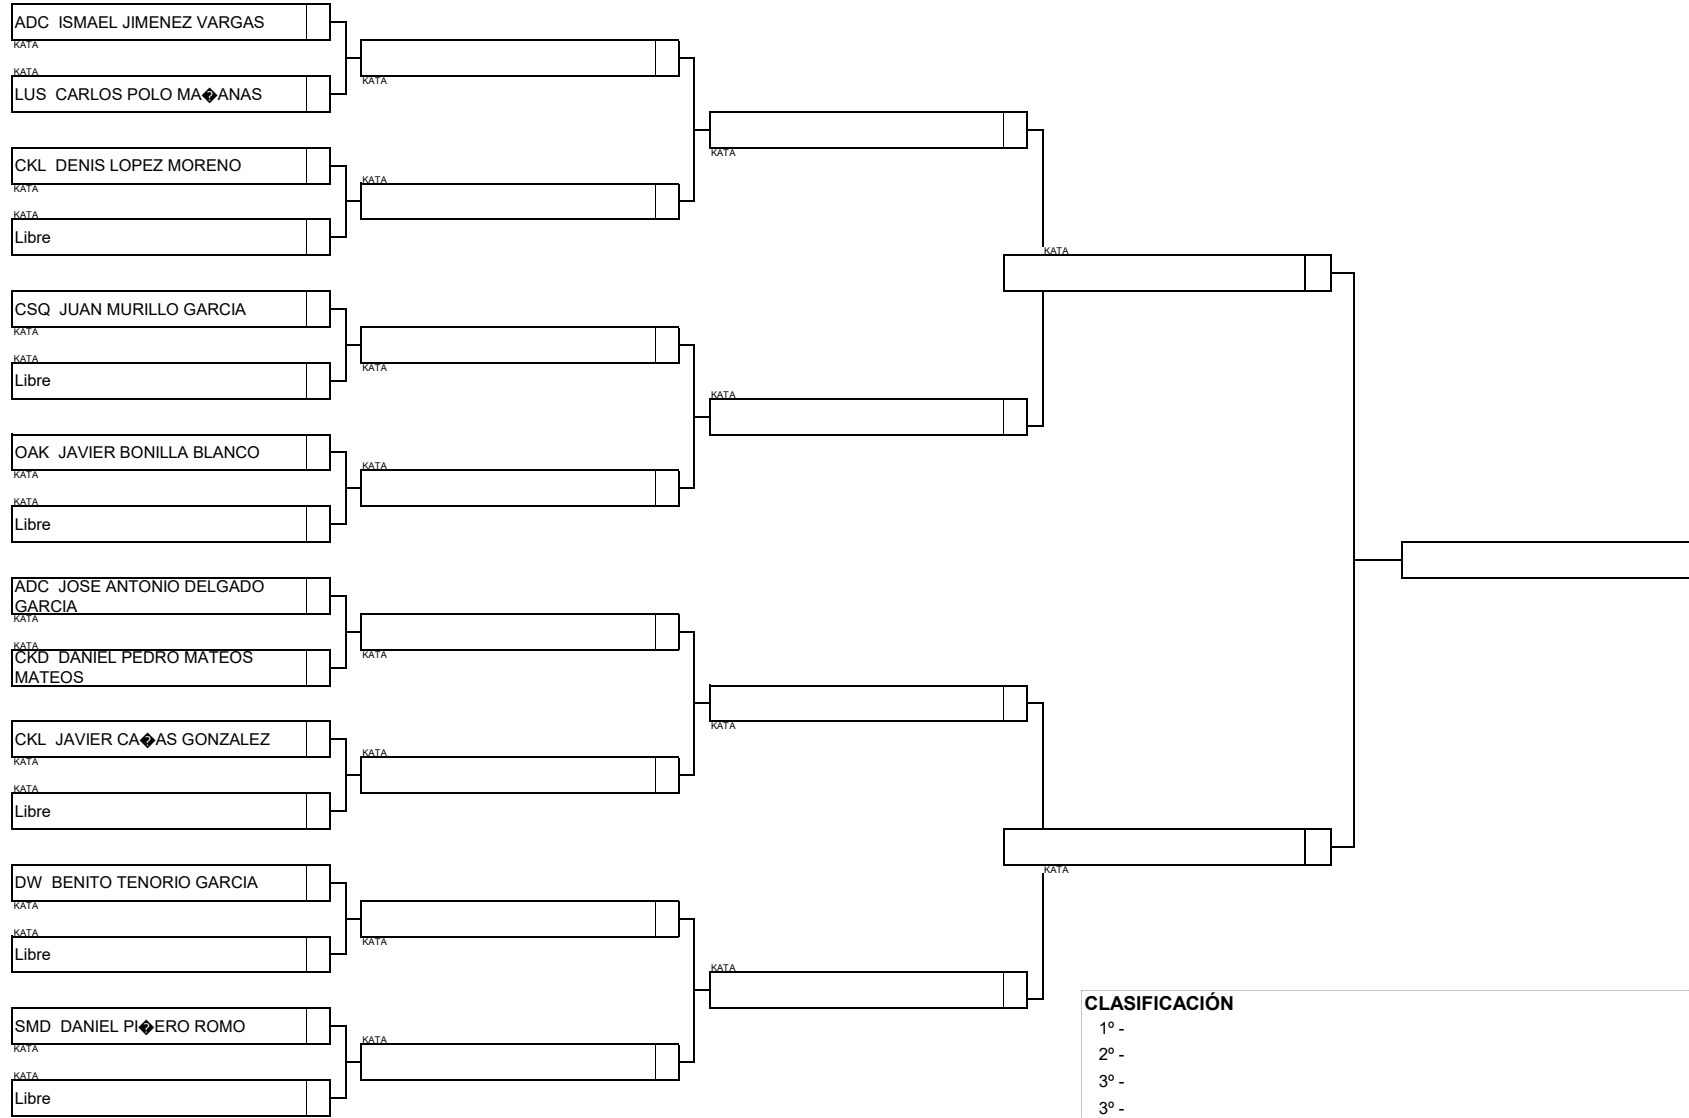 ADC  ISMAEL JIMENEZ VARGAS
KATA
KATA
LUS  CARLOS POLO MA�ANAS
CKL  DENIS LOPEZ MORENO
KATA
KATA
Libre
CSQ  JUAN MURILLO GARCIA
KATA
KATA
Libre
OAK  JAVIER BONILLA BLANCO
KATA
KATA
Libre
ADC  JOSE ANTONIO DELGADO
GARCIA
KATA
KATA
CKD  DANIEL PEDRO MATEOS
MATEOS
CKL  JAVIER CA�AS GONZALEZ
KATA
KATA
Libre
DW  BENITO TENORIO GARCIA
KATA
KATA
Libre
SMD  DANIEL PI�ERO ROMO
KATA
KATA
Libre
KATA
KATA
KATA
KATA
KATA
KATA
KATA
KATA
KATA
KATA
KATA
KATA
KATA
KATA
CLASIFICACIÓN
1º -
2º -
3º -
3º -